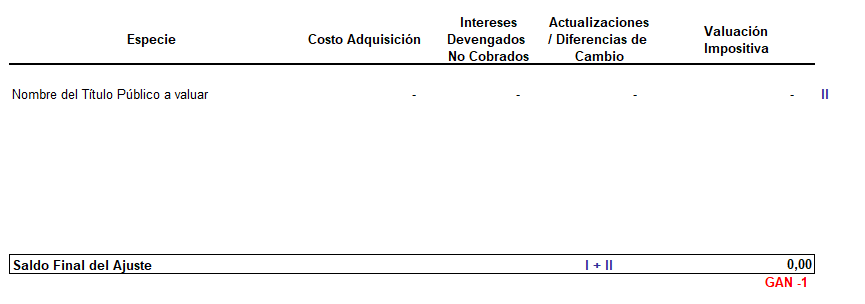 Especie Costo Adquisición Intereses Devengados No Cobrados Actualizaciones / Diferencias de Cambio Valuación Impositiva
Nombre del Título Público a valuar - - - - II
Saldo Final del Ajuste I + II 0,00
GAN -1